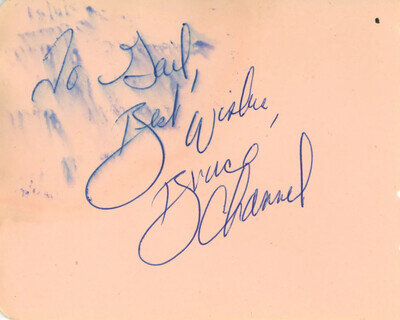 To Gail,
Best Wishes,
Bruce
Channel